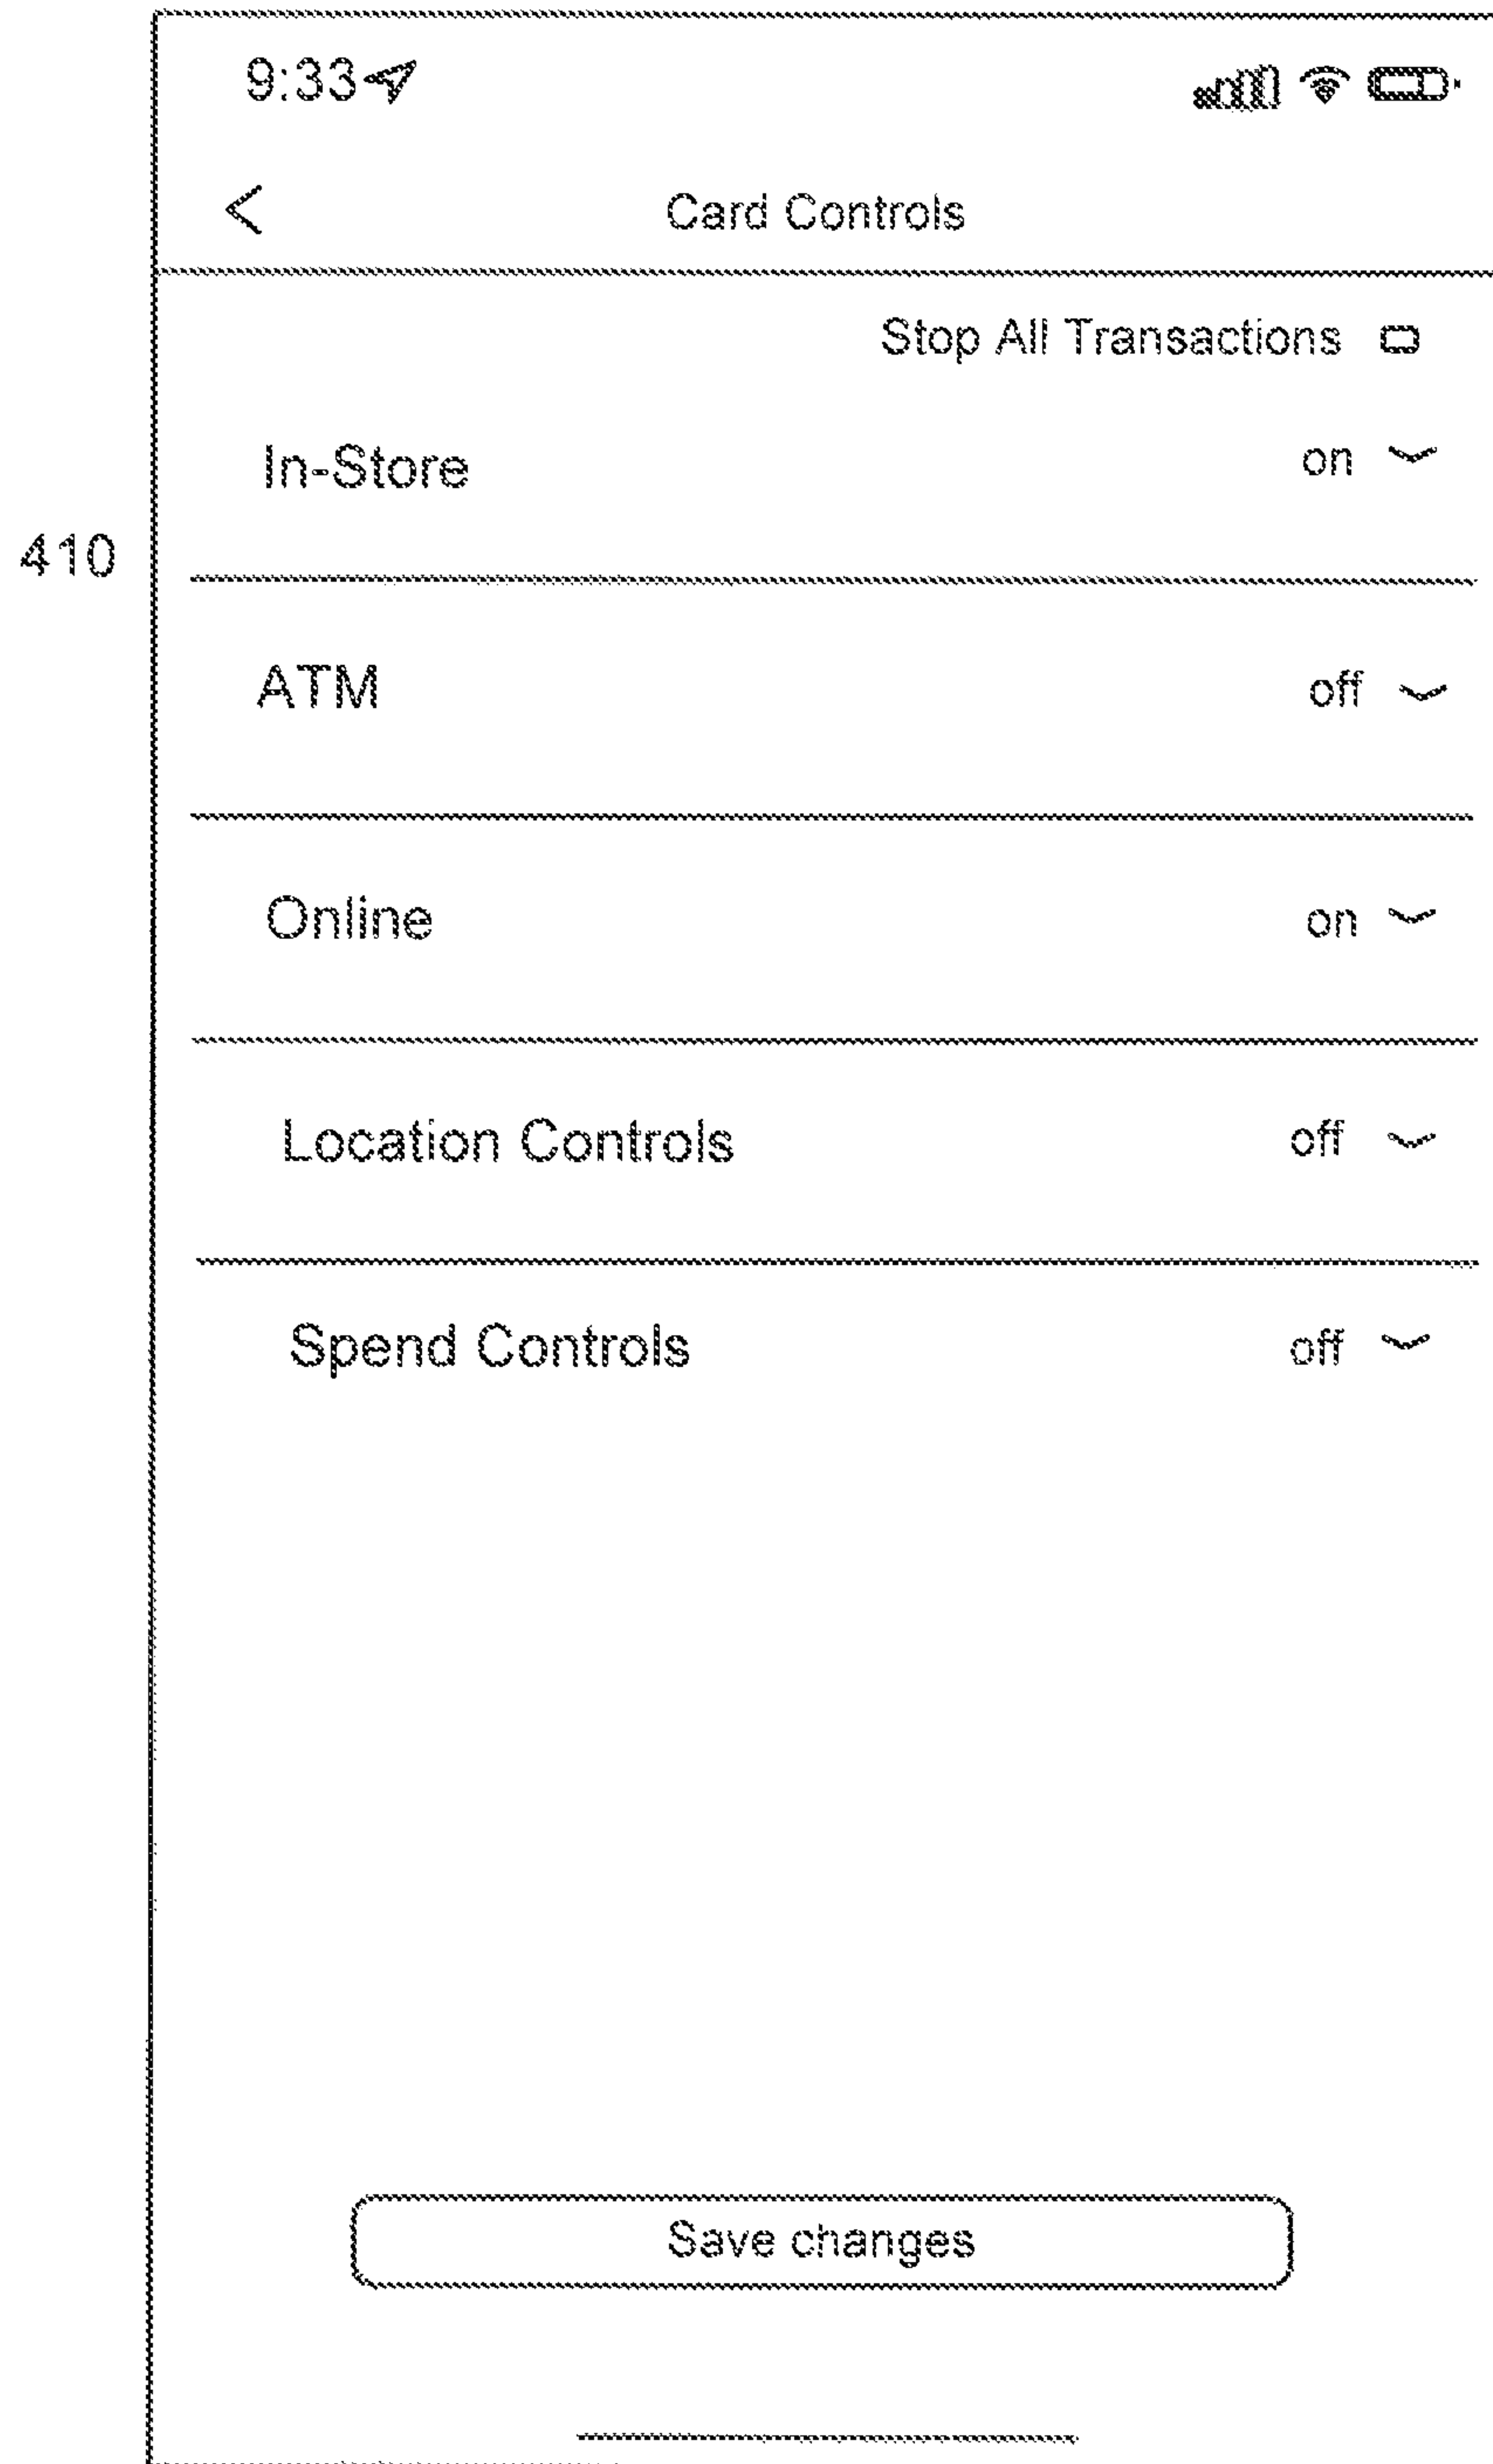 9:33
Card Controls
Stop All Transactions
In-Store on
410
ATM off
Online on
Location Controls off
Spend Controls off
Save changes